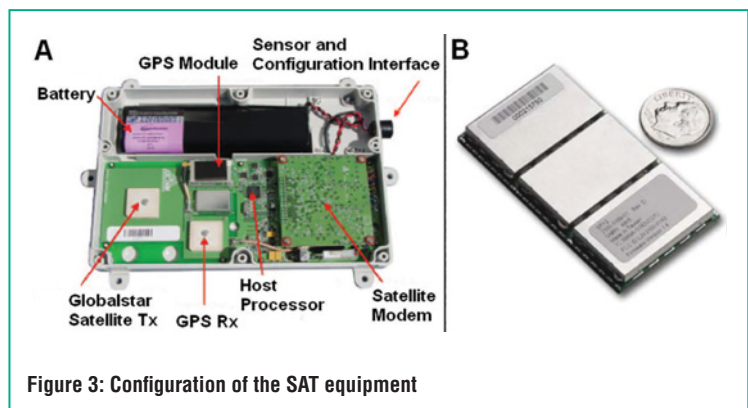 A
GPS Module
Sensor and
Configuration Interface
Battery
Globalstar
Satellite Tx
GPS Rx
Host
Processor
Satellite
Modem
B
LIBERTY
Figure 3: Configuration of the SAT equipment